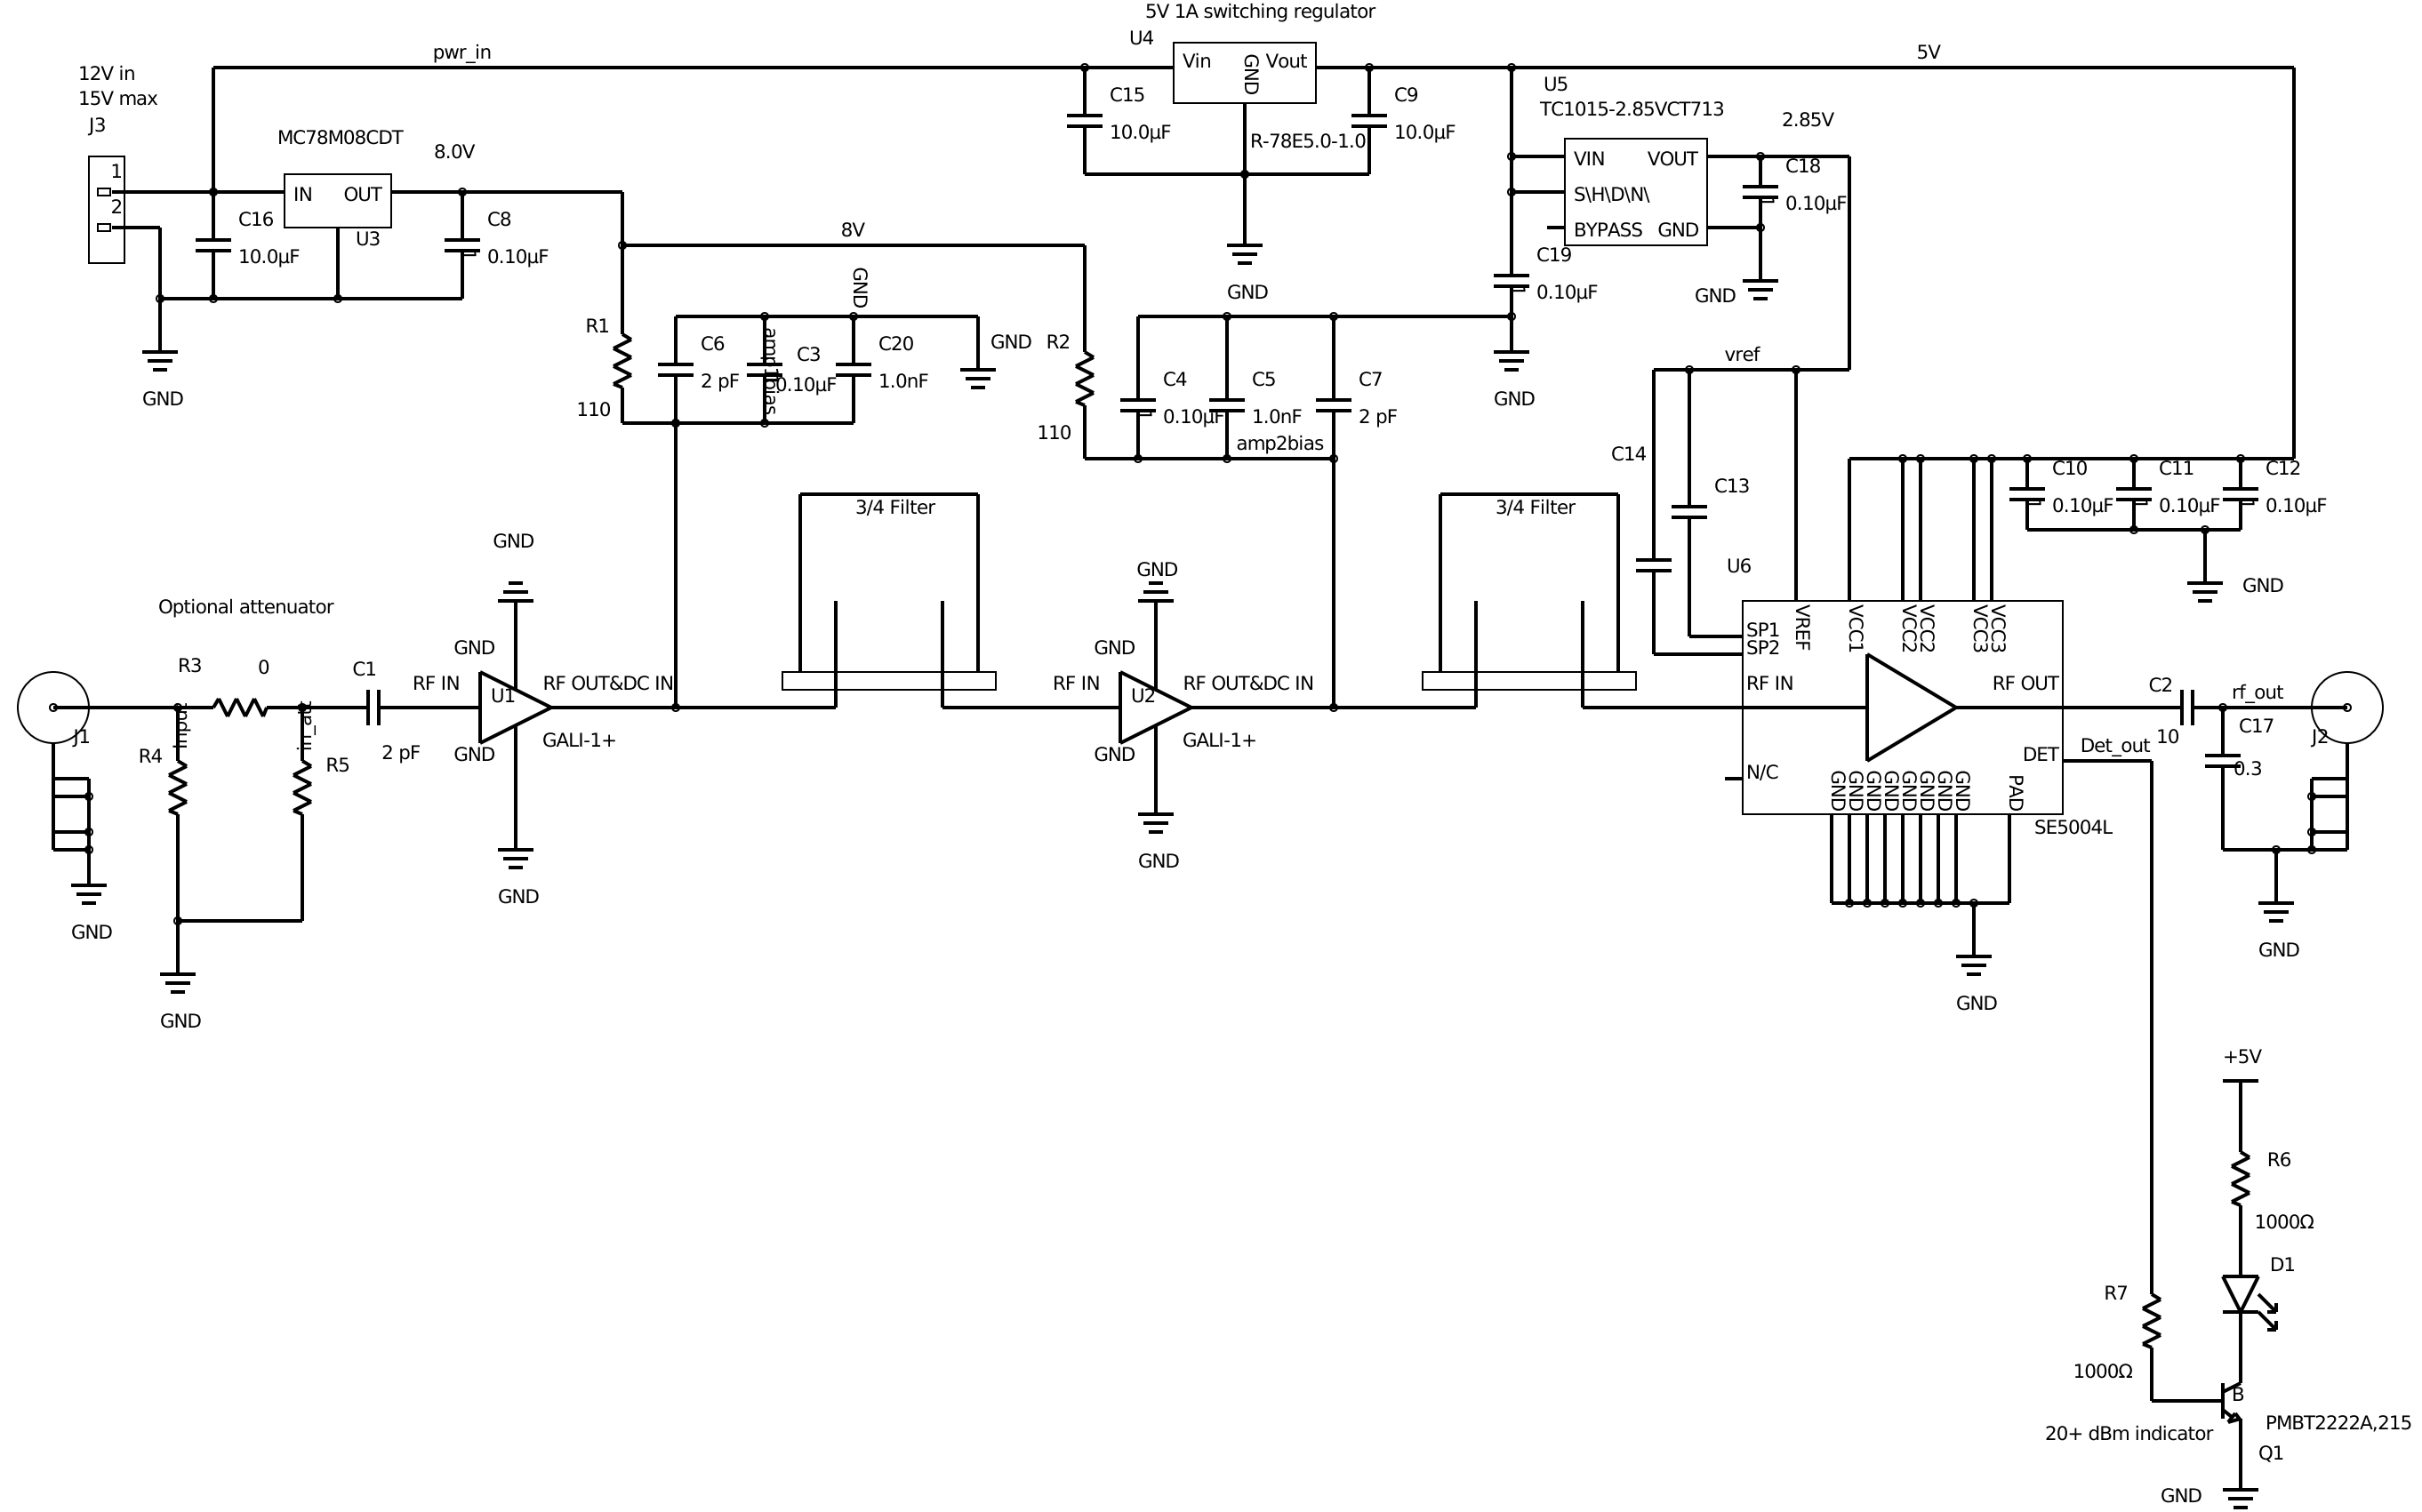 5V 1A switching regulator
U4
Vin
GND
Vout
pwr_in
5V
12V in
15V max
J3
1
2
MC78M08CDT
8.0V
IN
OUT
U3
C16
10.0µF
C8
0.10µF
C15
10.0µF
R-78E5.0-1.0
C9
10.0µF
GND
U5
TC1015-2.85VCT713
2.85V
VIN
VOUT
S\H\D\N\
BYPASS
GND
C18
0.10µF
GND
C19
0.10µF
GND
GND
8V
GND
R1
110
C6
2 pF
amp1bias
C3
0.10µF
C20
1.0nF
GND
R2
110
C4
0.10µF
C5
1.0nF
C7
2 pF
amp2bias
vref
C14
C13
U6
C10
0.10µF
C11
0.10µF
C12
0.10µF
GND
3/4 Filter
3/4 Filter
Optional attenuator
J1
GND
R3
0
C1
2 pF
input
in_att
R4
R5
GND
GND
GND
RF IN
U1
RF OUT&DC IN
GND
GALI-1+
GND
GND
GND
RF IN
U2
RF OUT&DC IN
GND
GALI-1+
GND
SP1
SP2
VREF
VCC1
VCC2
VCC2
VCC3
VCC3
RF IN
RF OUT
N/C
DET
GND
GND
GND
GND
GND
GND
GND
GND
PAD
SE5004L
GND
C2
10
Det_out
rf_out
C17
0.3
J2
GND
+5V
R6
1000Ω
D1
R7
1000Ω
B
PMBT2222A,215
20+ dBm indicator
Q1
GND